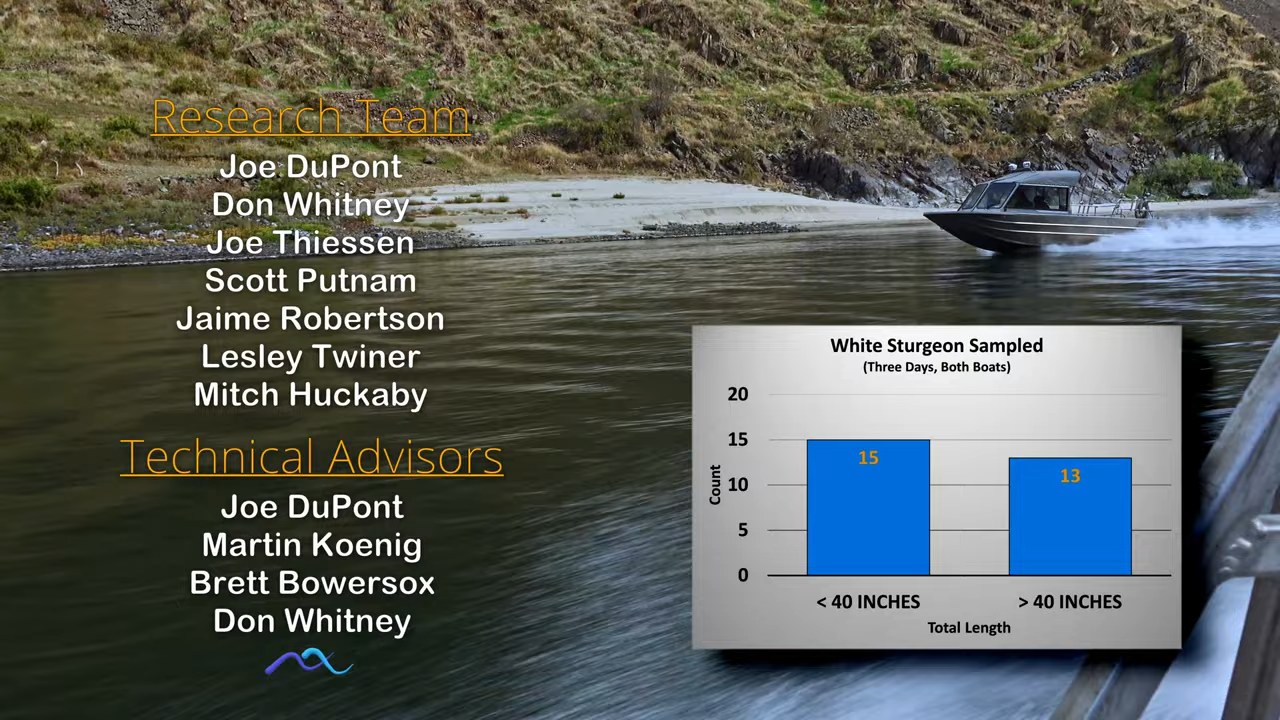 Research Team
Joe DuPont
Don Whitney
Joe Thiessen
Scott Putnam
Jaime Robertson
Lesley Twiner
Mitch Huckaby
Technical Advisors
Joe DuPont
Martin Koenig
Brett Bowersox
Don Whitney
White Sturgeon Sampled
(Three Days, Both Boats)
20
15
10
5
0
Count
15
13
< 40 INCHES
> 40 INCHES
Total Length